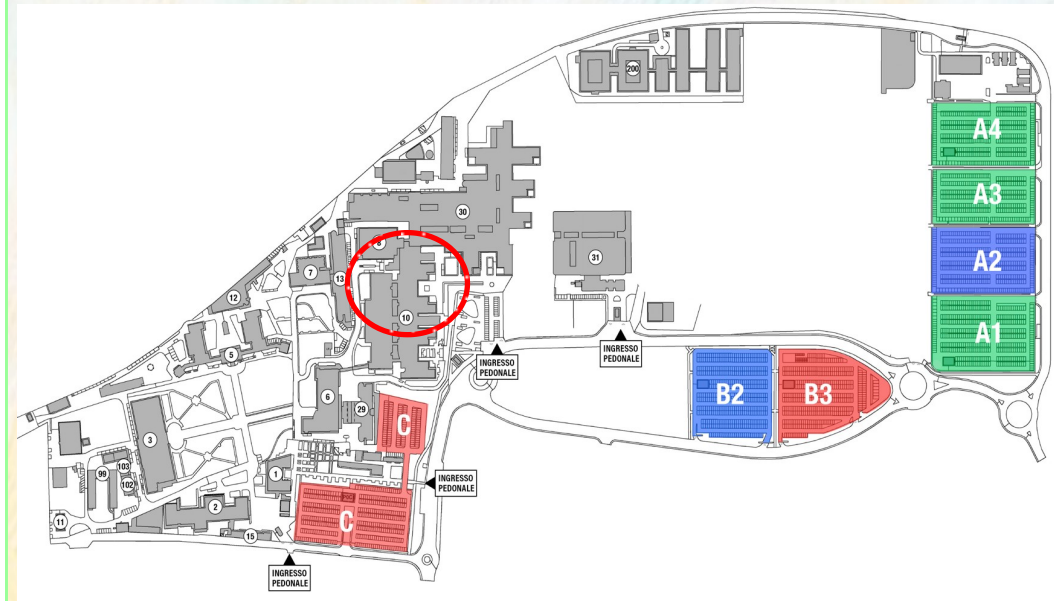 200
A4
A3
A2
A1
30
8
31
7
13
12
10
5
B2
B3
INGRESSO
PEDONALE
INGRESSO
PEDONALE
6
29
C
3
103
99
102
1
INGRESSO
PEDONALE
2
C
11
15
INGRESSO
PEDONALE